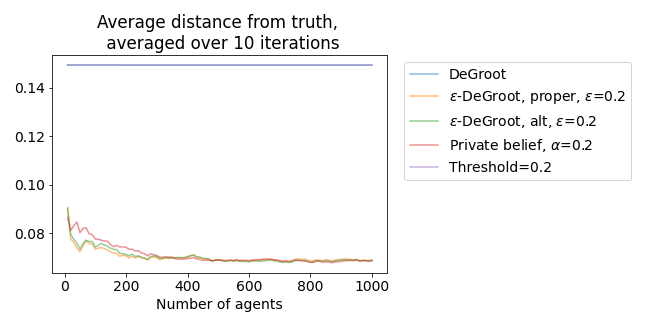 Average distance from truth,
averaged over 10 iterations
0.14
0.12
0.10
0.08
0 200 400 600 800 1000
Number of agents
DeGroot
ε-DeGroot, proper, ε=0.2
ε-DeGroot, alt, ε=0.2
Private belief, α=0.2
Threshold=0.2